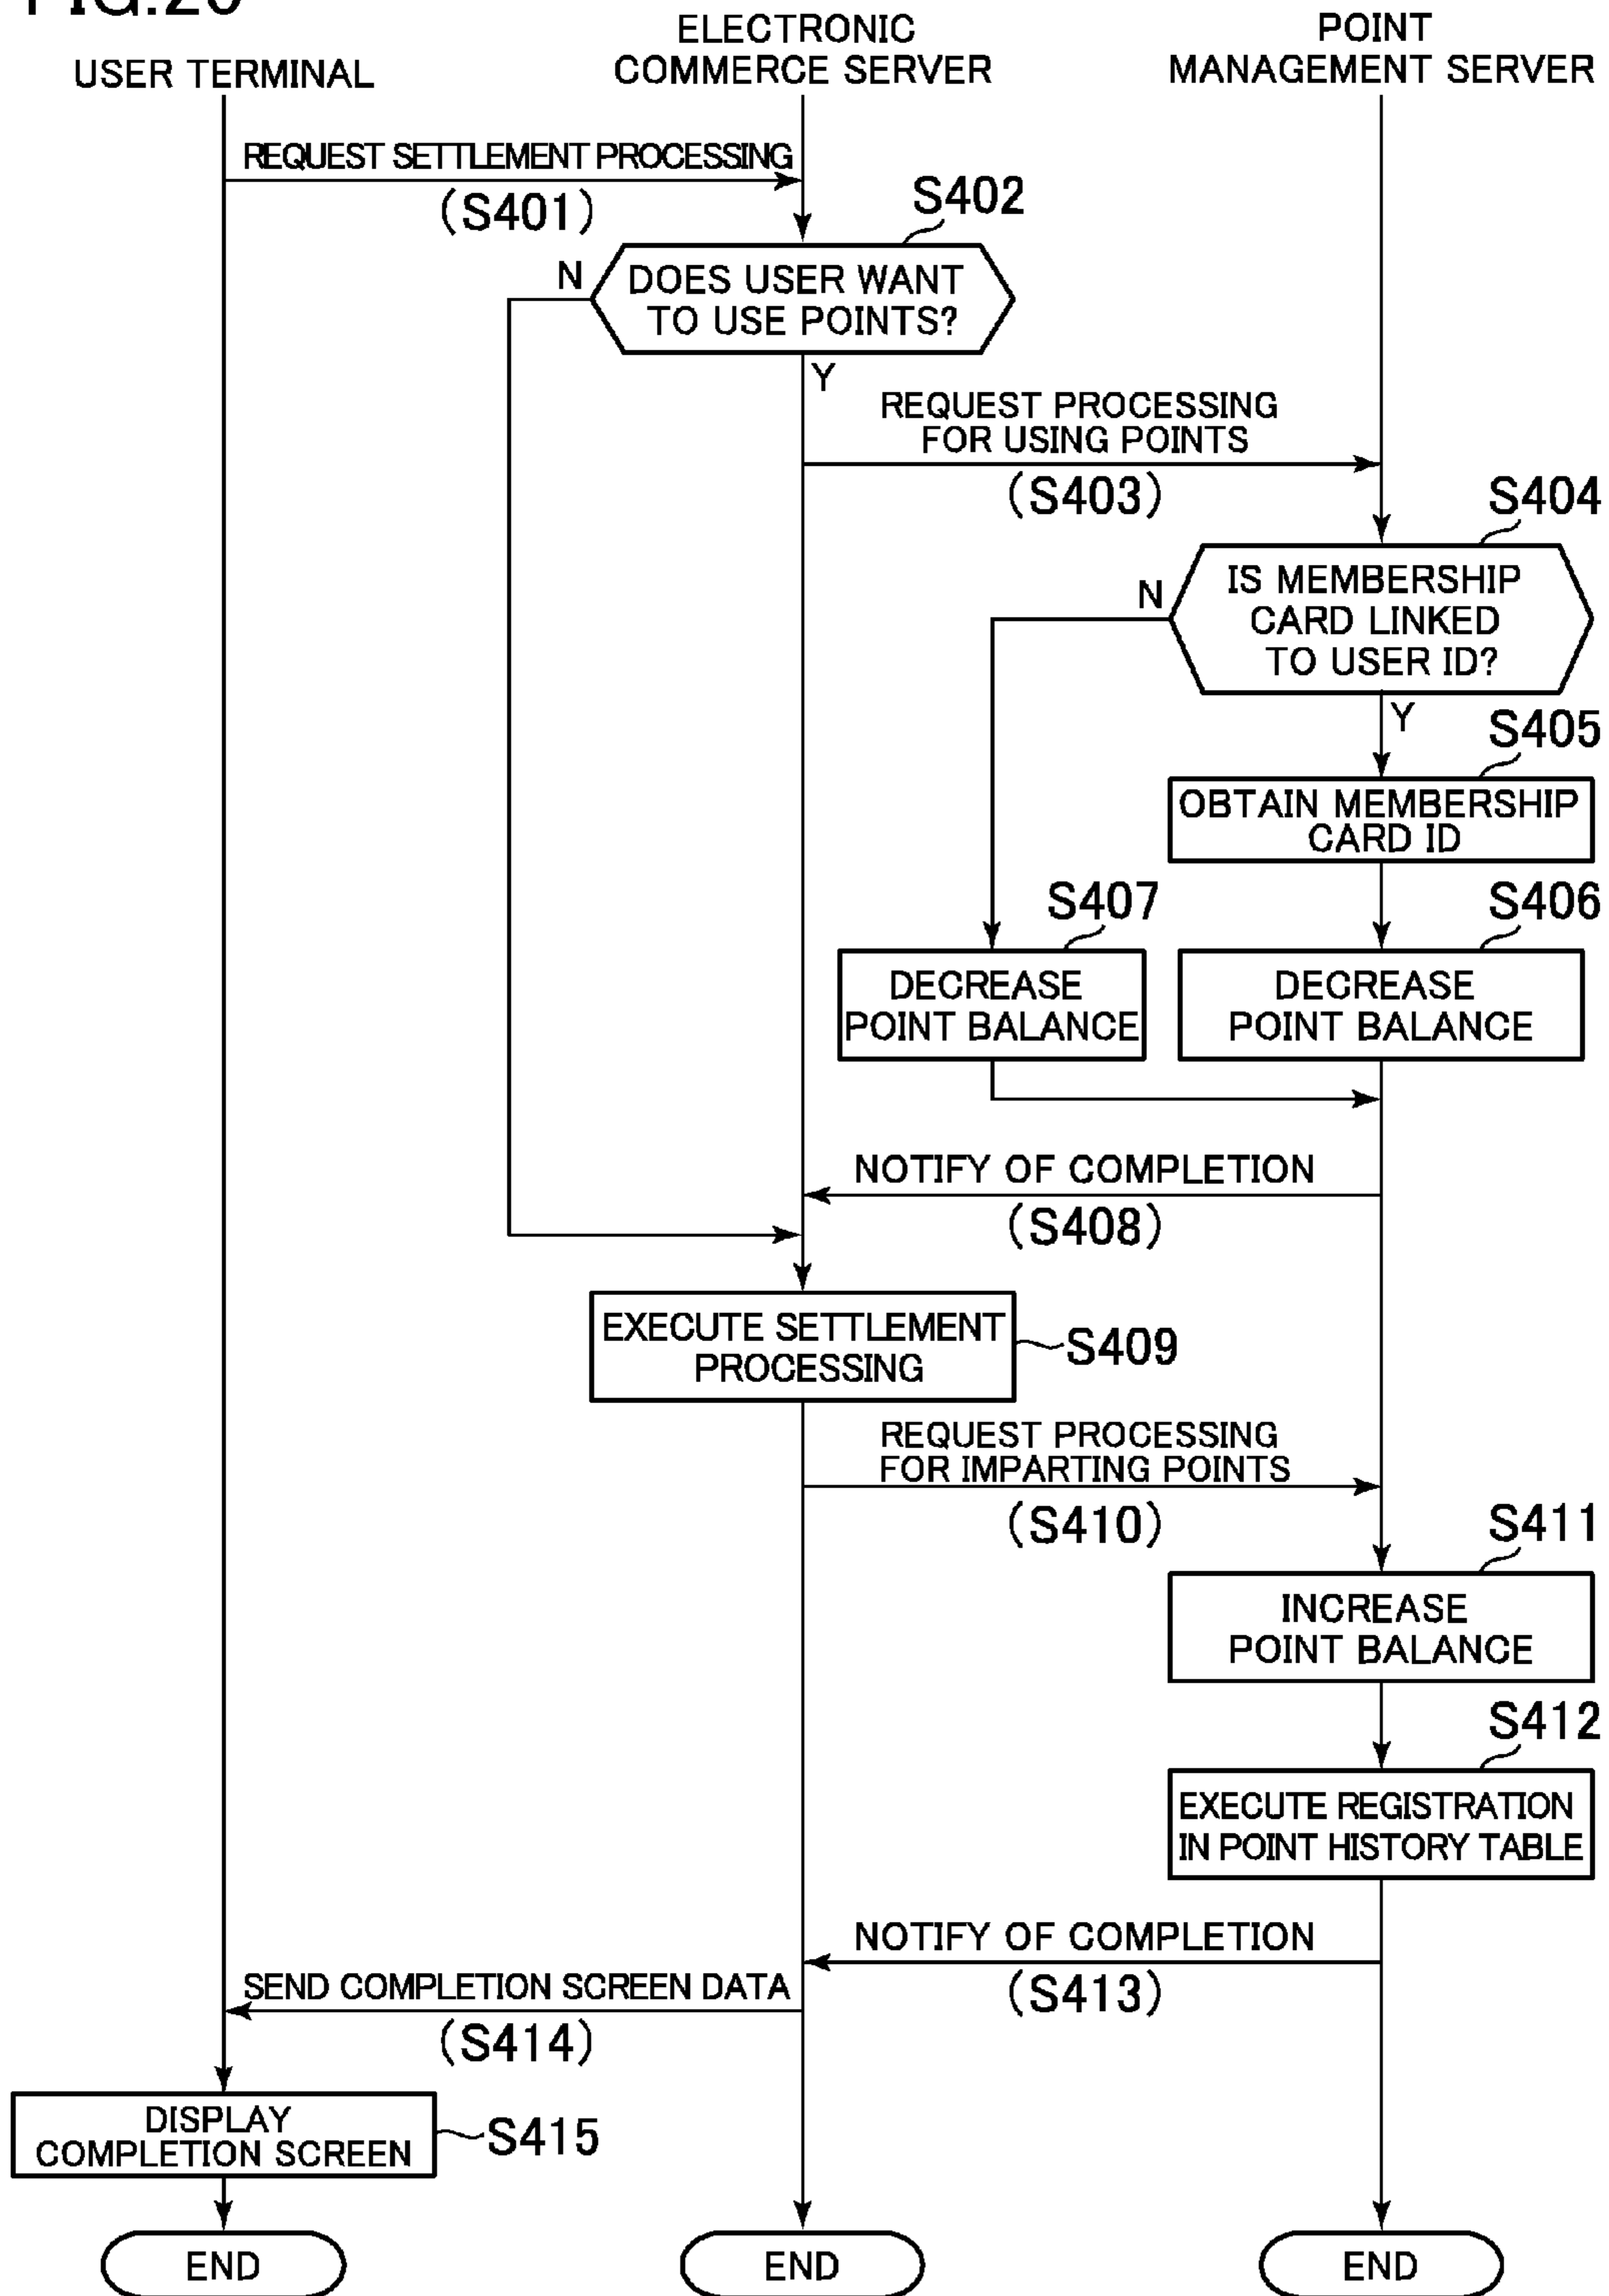 USER TERMINAL
ELECTRONIC
COMMERCE SERVER
POINT
MANAGEMENT SERVER
REQUEST SETTLEMENT PROCESSING
(S401)
S402
DOES USER WANT
TO USE POINTS?
N
Y
REQUEST PROCESSING
FOR USING POINTS
(S403)
S404
IS MEMBERSHIP
CARD LINKED
TO USER ID?
N
Y
S405
OBTAIN MEMBERSHIP
CARD ID
S407
DECREASE
POINT BALANCE
S406
DECREASE
POINT BALANCE
NOTIFY OF COMPLETION
(S408)
EXECUTE SETTLEMENT
PROCESSING
S409
REQUEST PROCESSING
FOR IMPARTING POINTS
(S410)
S411
INCREASE
POINT BALANCE
S412
EXECUTE REGISTRATION
IN POINT HISTORY TABLE
NOTIFY OF COMPLETION
(S413)
SEND COMPLETION SCREEN DATA
(S414)
DISPLAY
COMPLETION SCREEN
S415
END
END
END